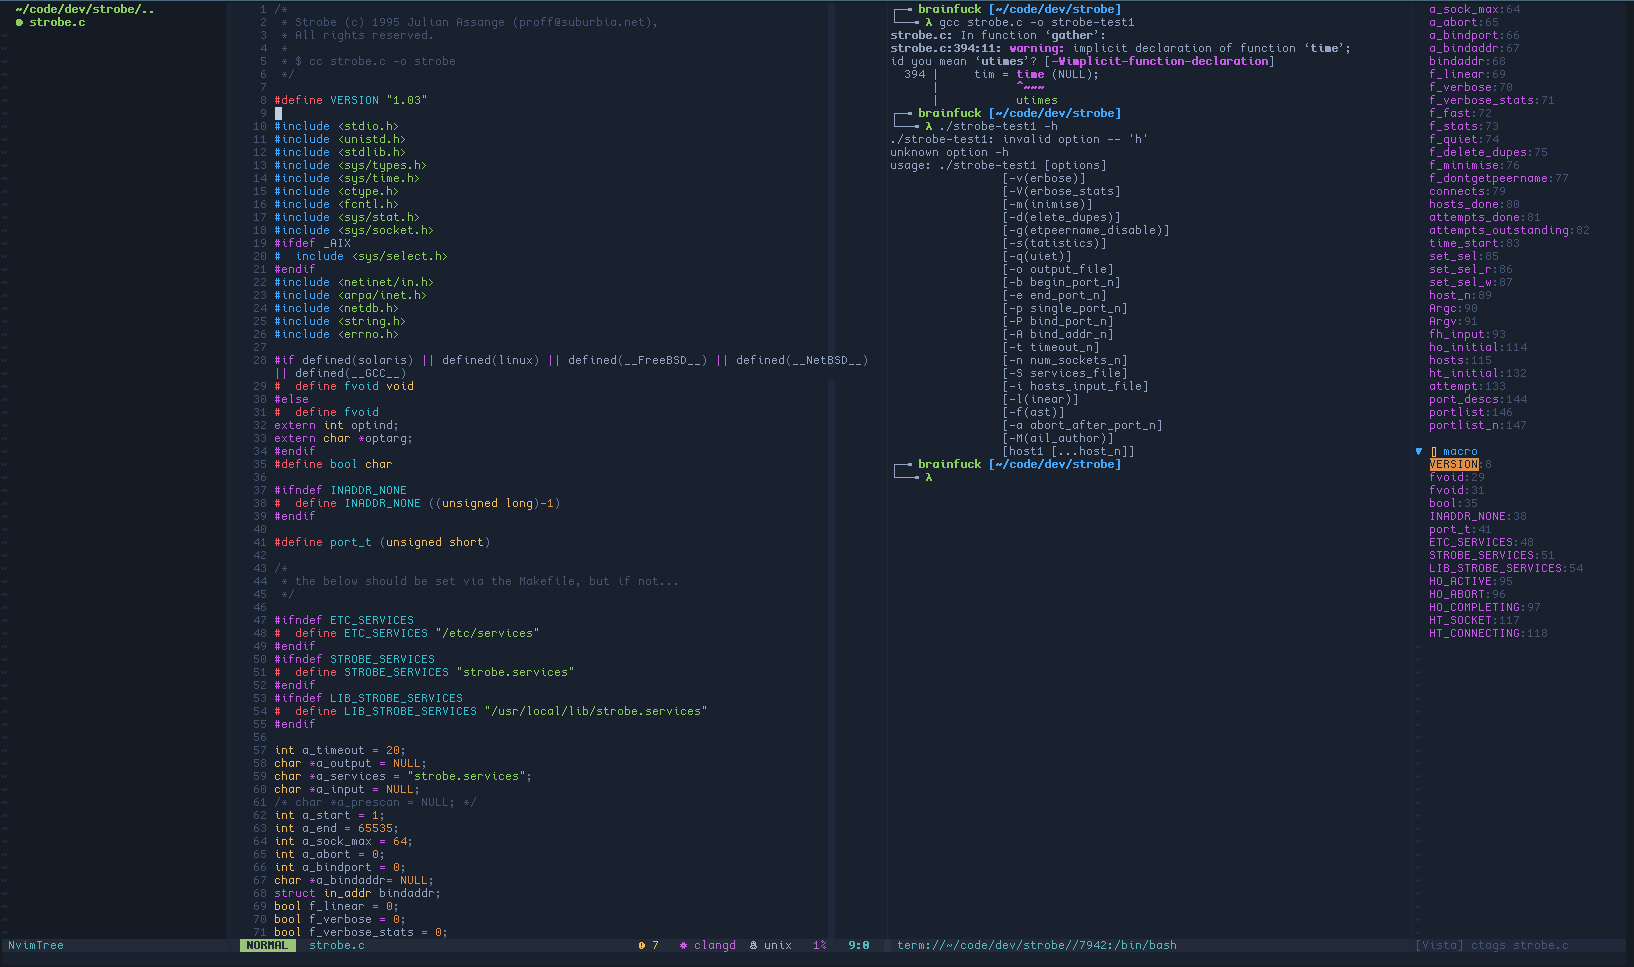 ~/code/dev/strobe/..
strobe.c
1 /*
2  * Strobe (c) 1995 Julian Assange (proff@suburbia.net),
3  * All rights reserved.
4  *
5  * $ cc strobe.c -o strobe
6  */
7
8 #define VERSION "1.03"
9
10 #include <stdio.h>
11 #include <unistd.h>
12 #include <stdlib.h>
13 #include <sys/types.h>
14 #include <sys/time.h>
15 #include <ctype.h>
16 #include <fcntl.h>
17 #include <sys/stat.h>
18 #include <sys/socket.h>
19 #ifdef _AIX
20 #  include <sys/select.h>
21 #endif
22 #include <netinet/in.h>
23 #include <arpa/inet.h>
24 #include <netdb.h>
25 #include <string.h>
26 #include <errno.h>
27
28 #if defined(solaris) || defined(linux) || defined(__FreeBSD__) || defined(__NetBSD__)
|| defined(__GCC__)
29 #  define fvoid void
30 #else
31 #  define fvoid
32 extern int optind;
33 extern char *optarg;
34 #endif
35 #define bool char
36
37 #ifndef INADDR_NONE
38 #  define INADDR_NONE ((unsigned long)-1)
39 #endif
40
41 #define port_t (unsigned short)
42
43 /*
44  * the below should be set via the Makefile, but if not...
45  */
46
47 #ifndef ETC_SERVICES
48 #  define ETC_SERVICES "/etc/services"
49 #endif
50 #ifndef STROBE_SERVICES
51 #  define STROBE_SERVICES "strobe.services"
52 #endif
53 #ifndef LIB_STROBE_SERVICES
54 #  define LIB_STROBE_SERVICES "/usr/local/lib/strobe.services"
55 #endif
56
57 int a_timeout = 20;
58 char *a_output = NULL;
59 char *a_services = "strobe.services";
60 char *a_input = NULL;
61 /* char *a_prescan = NULL; */
62 int a_start = 1;
63 int a_end = 65535;
64 int a_sock_max = 64;
65 int a_abort = 0;
66 int a_bindport = 0;
67 char *a_bindaddr= NULL;
68 struct in_addr bindaddr;
69 bool f_linear = 0;
70 bool f_verbose = 0;
71 bool f_verbose_stats = 0;
brainfuck [~/code/dev/strobe]
λ gcc strobe.c -o strobe-test1
strobe.c: In function ‘gather’:
strobe.c:394:11: warning: implicit declaration of function ‘time’;
id you mean ‘utimes’? [-Wimplicit-function-declaration]
394 |     tim = time (NULL);
|           ^~~~
|           utimes
brainfuck [~/code/dev/strobe]
λ ./strobe-test1 -h
./strobe-test1: invalid option -- 'h'
unknown option -h
usage: ./strobe-test1 [options]
[-v(erbose)]
[-V(erbose_stats]
[-m(inimise)]
[-d(elete_dupes)]
[-g(etpeername_disable)]
[-s(tatistics)]
[-q(uiet)]
[-o output_file]
[-b begin_port_n]
[-e end_port_n]
[-p single_port_n]
[-P bind_port_n]
[-A bind_addr_n]
[-t timeout_n]
[-n num_sockets_n]
[-S services_file]
[-i hosts_input_file]
[-l(inear)]
[-f(ast)]
[-a abort_after_port_n]
[-M(ail_author)]
[host1 [...host_n]]
brainfuck [~/code/dev/strobe]
λ
a_sock_max:64
a_abort:65
a_bindport:66
a_bindaddr:67
bindaddr:68
f_linear:69
f_verbose:70
f_verbose_stats:71
f_fast:72
f_stats:73
f_quiet:74
f_delete_dupes:75
f_minimise:76
f_dontgetpeername:77
connects:79
hosts_done:80
attempts_done:81
attempts_outstanding:82
time_start:83
set_sel:85
set_sel_r:86
set_sel_w:87
host_n:89
Argc:90
Argv:91
fh_input:93
ho_initial:114
hosts:115
ht_initial:132
attempt:133
port_descs:144
portlist:146
portlist_n:147
▼ macro
VERSION:8
fvoid:29
fvoid:31
bool:35
INADDR_NONE:38
port_t:41
ETC_SERVICES:48
STROBE_SERVICES:51
LIB_STROBE_SERVICES:54
HO_ACTIVE:95
HO_ABORT:96
HO_COMPLETING:97
HT_SOCKET:117
HT_CONNECTING:118
NvimTree
NORMAL strobe.c 7 clangd unix 1% 9:0
term://~/code/dev/strobe//7942:/bin/bash
[Vista] ctags strobe.c